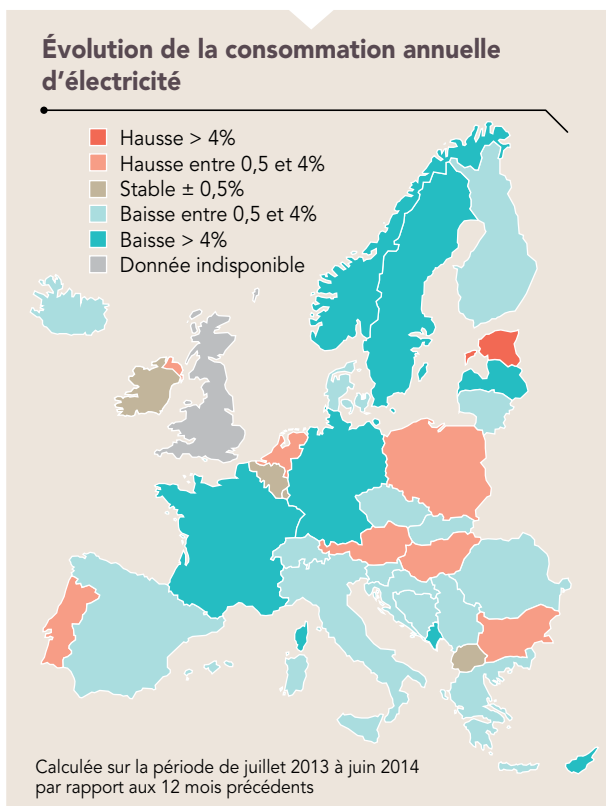 Évolution de la consommation annuelle
d’électricité
Hausse > 4%
Hausse entre 0,5 et 4%
Stable ± 0,5%
Baisse entre 0,5 et 4%
Baisse > 4%
Donnée indisponible
Calculée sur la période de juillet 2013 à juin 2014
par rapport aux 12 mois précédents